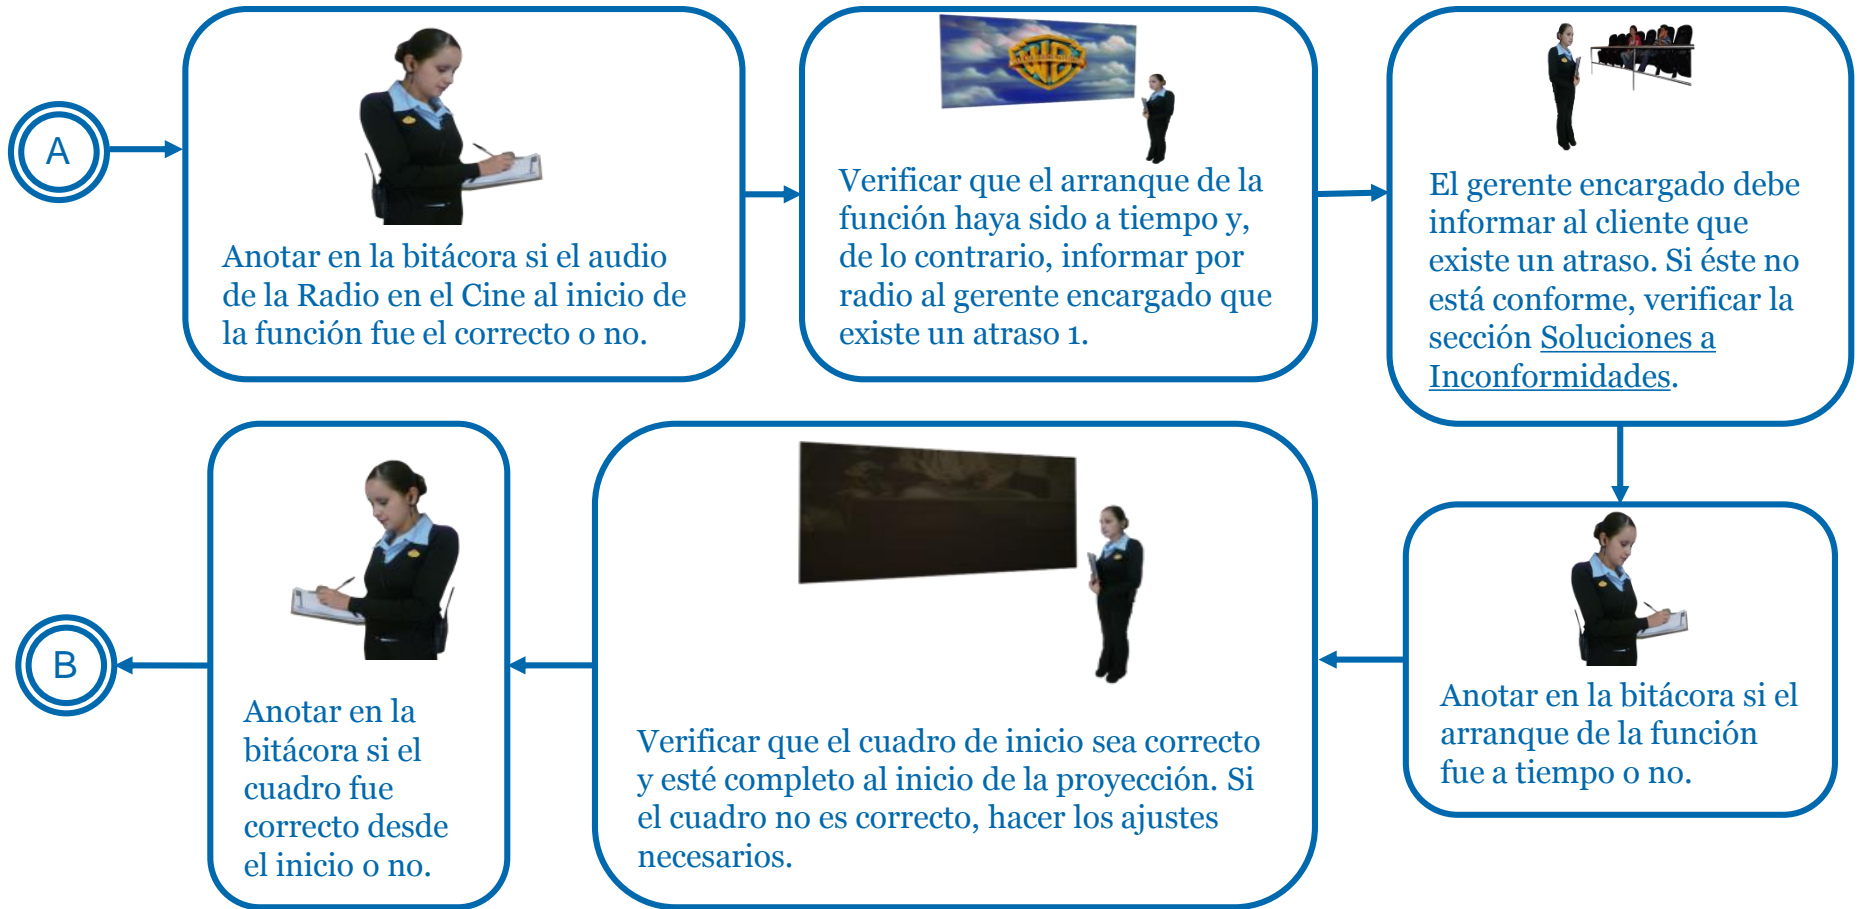 A
Anotar en la bitácora si el audio
de la Radio en el Cine al inicio de
la función fue el correcto o no.
WB
Verificar que el arranque de la
función haya sido a tiempo y,
de lo contrario, informar por
radio al gerente encargado que
existe un atraso 1.
El gerente encargado debe
informar al cliente que
existe un atraso. Si éste no
está conforme, verificar la
sección Soluciones a
Inconformidades.
Anotar en la bitácora si el
arranque de la función
fue a tiempo o no.
Verificar que el cuadro de inicio sea correcto
y esté completo al inicio de la proyección. Si
el cuadro no es correcto, hacer los ajustes
necesarios.
Anotar en la
bitácora si el
cuadro fue
correcto desde
el inicio o no.
B